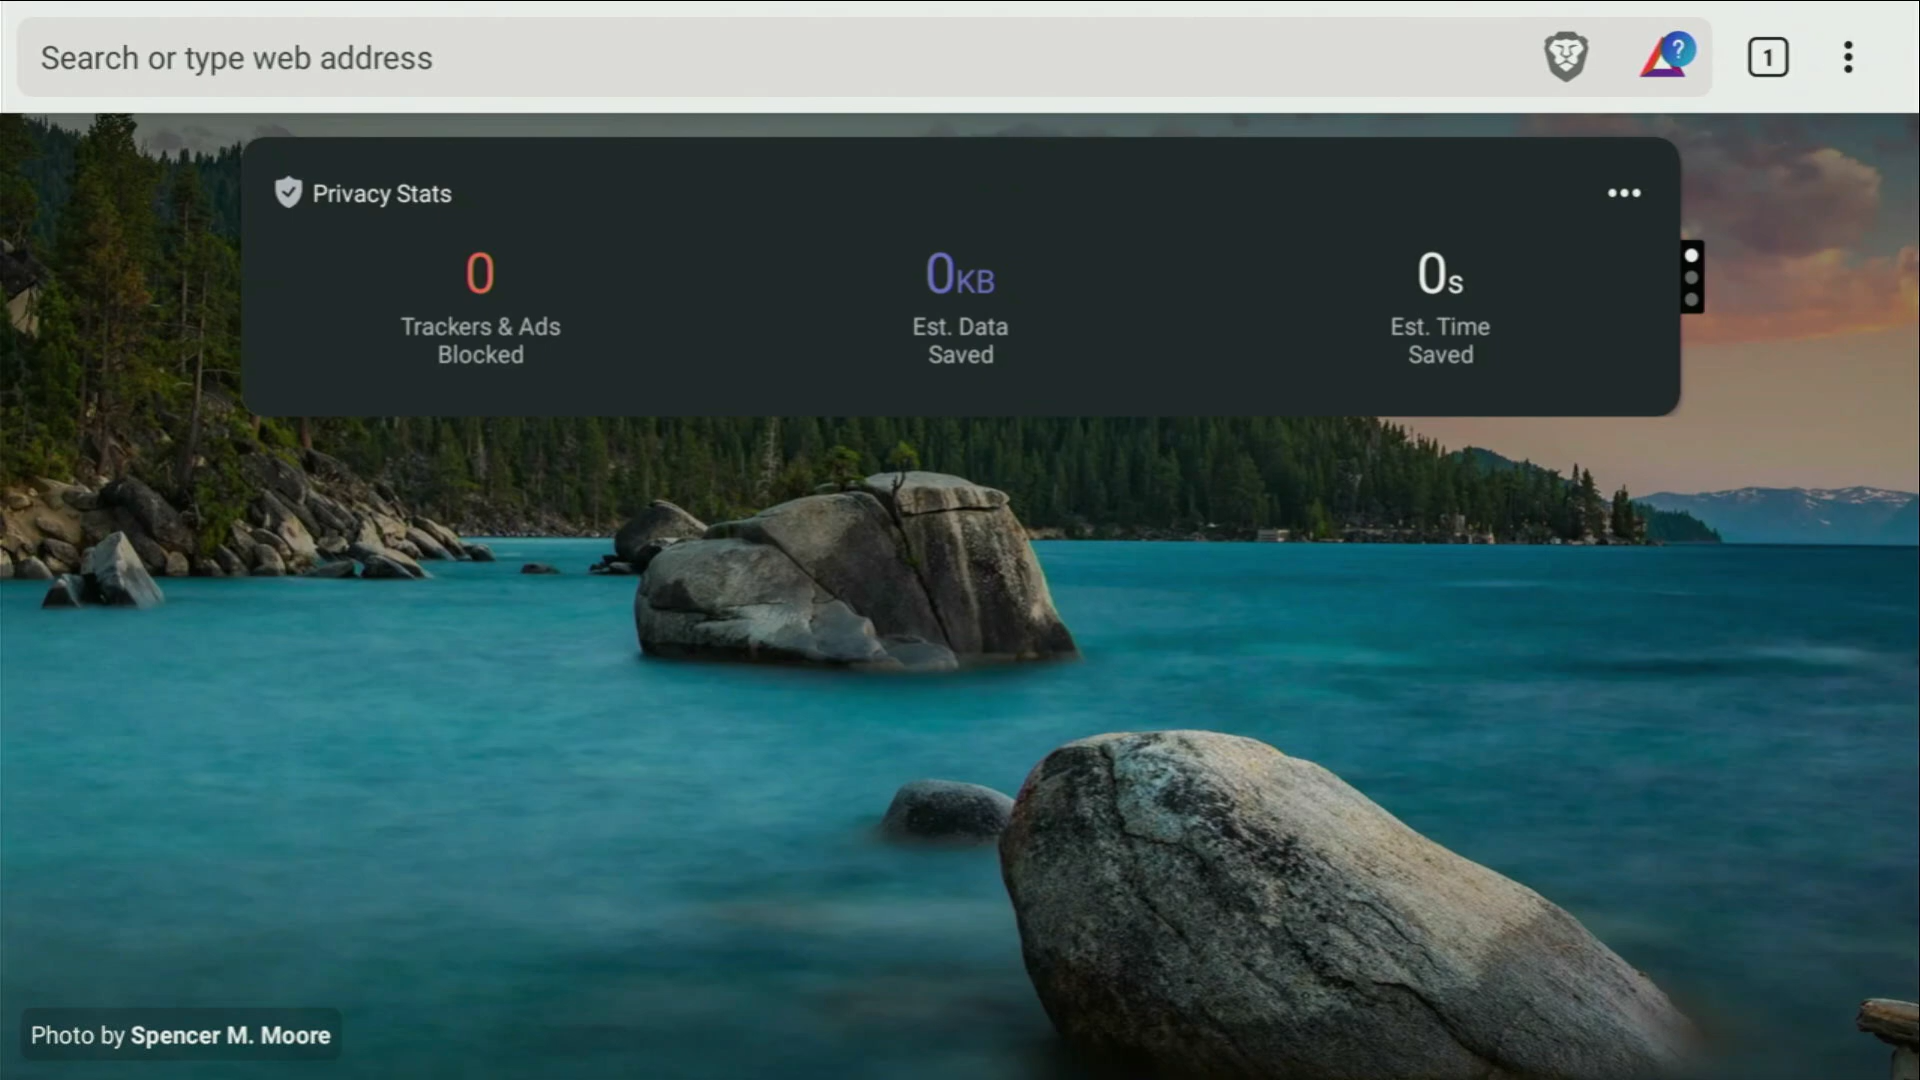 Search or type web address
?
1
Privacy Stats
0
Trackers & Ads
Blocked
0KB
Est. Data
Saved
0s
Est. Time
Saved
Photo by Spencer M. Moore